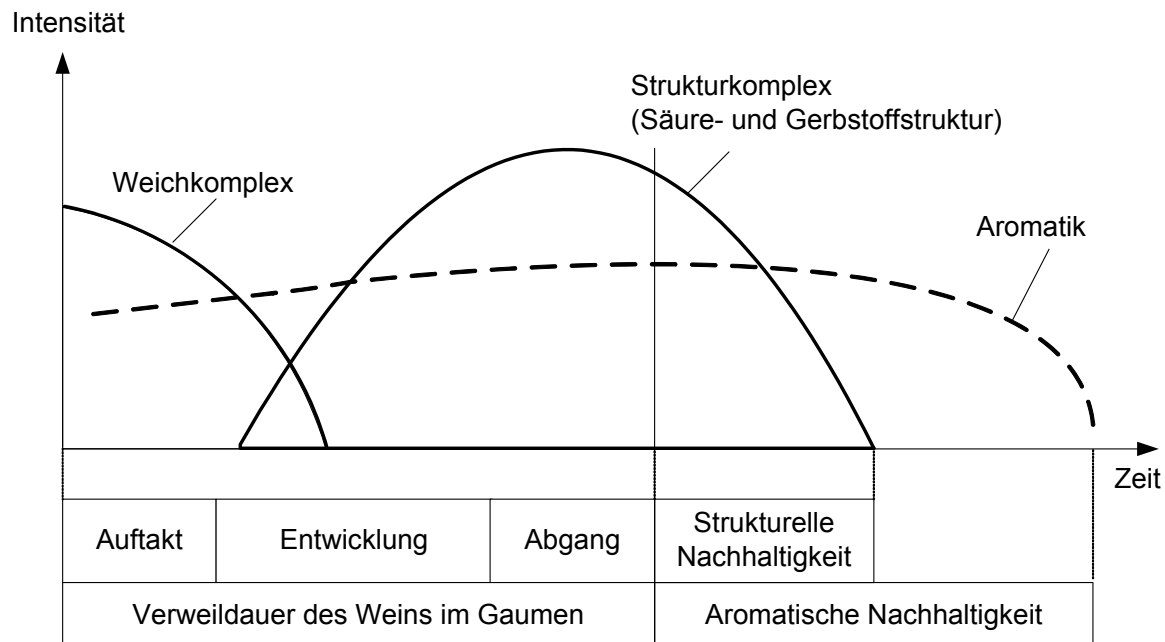 Intensität
Strukturkomplex
(Säure- und Gerbstoffstruktur)
Weichkomplex
Aromatik
Zeit
Auftakt
Entwicklung
Abgang
Strukturelle
Nachhaltigkeit
Verweildauer des Weins im Gaumen
Aromatische Nachhaltigkeit